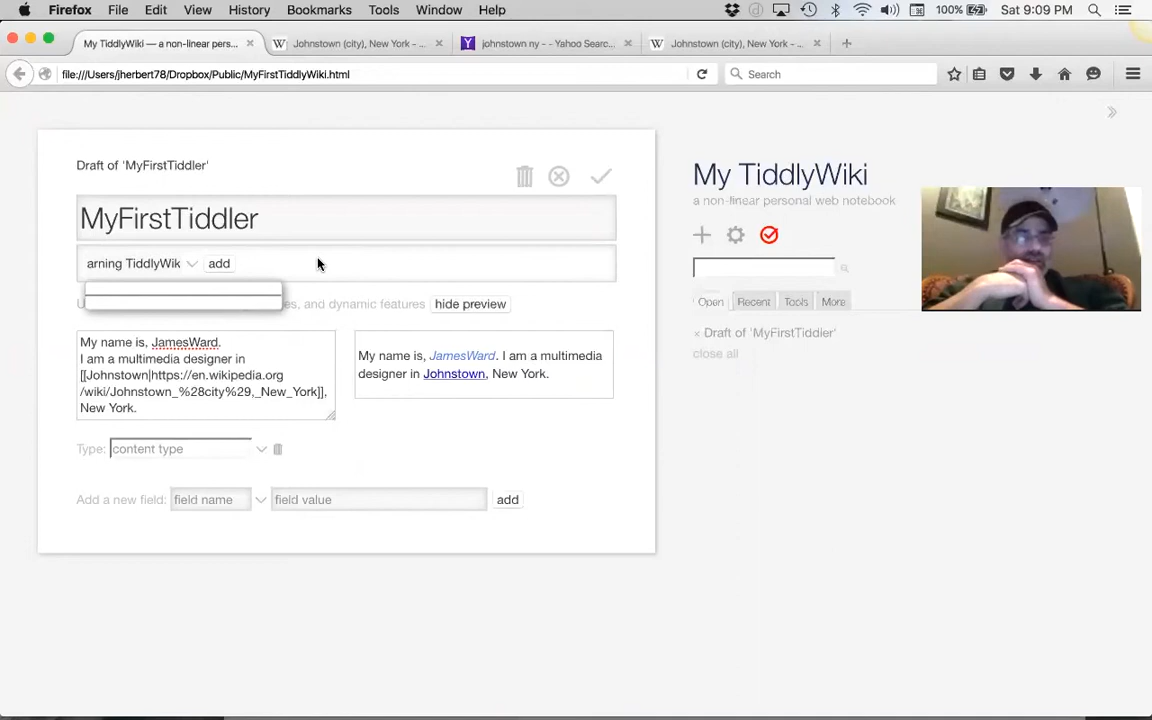 Firefox File Edit View History Bookmarks Tools Window Help 100% Sat 9:09 PM
My TiddlyWiki — a non-linear pers... Johnstown (city), New York - ... johnstown ny - - Yahoo Searc... Johnstown (city), New York - ...
file:///Users/jherbert78/Dropbox/Public/MyFirstTiddlyWiki.html Search
Draft of 'MyFirstTiddler'
MyFirstTiddler
arning TiddlyWik add
es, and dynamic features hide preview
My name is, JamesWard.
I am a multimedia designer in
[[Johnstown|https://en.wikipedia.org
/wiki/Johnstown_%28city%29,_New_York]],
New York.
My name is, JamesWard. I am a multimedia
designer in Johnstown, New York.
Type: content type
Add a new field: field name field value add
My TiddlyWiki
a non-linear personal web notebook
Open Recent Tools More
× Draft of 'MyFirstTiddler'
close all